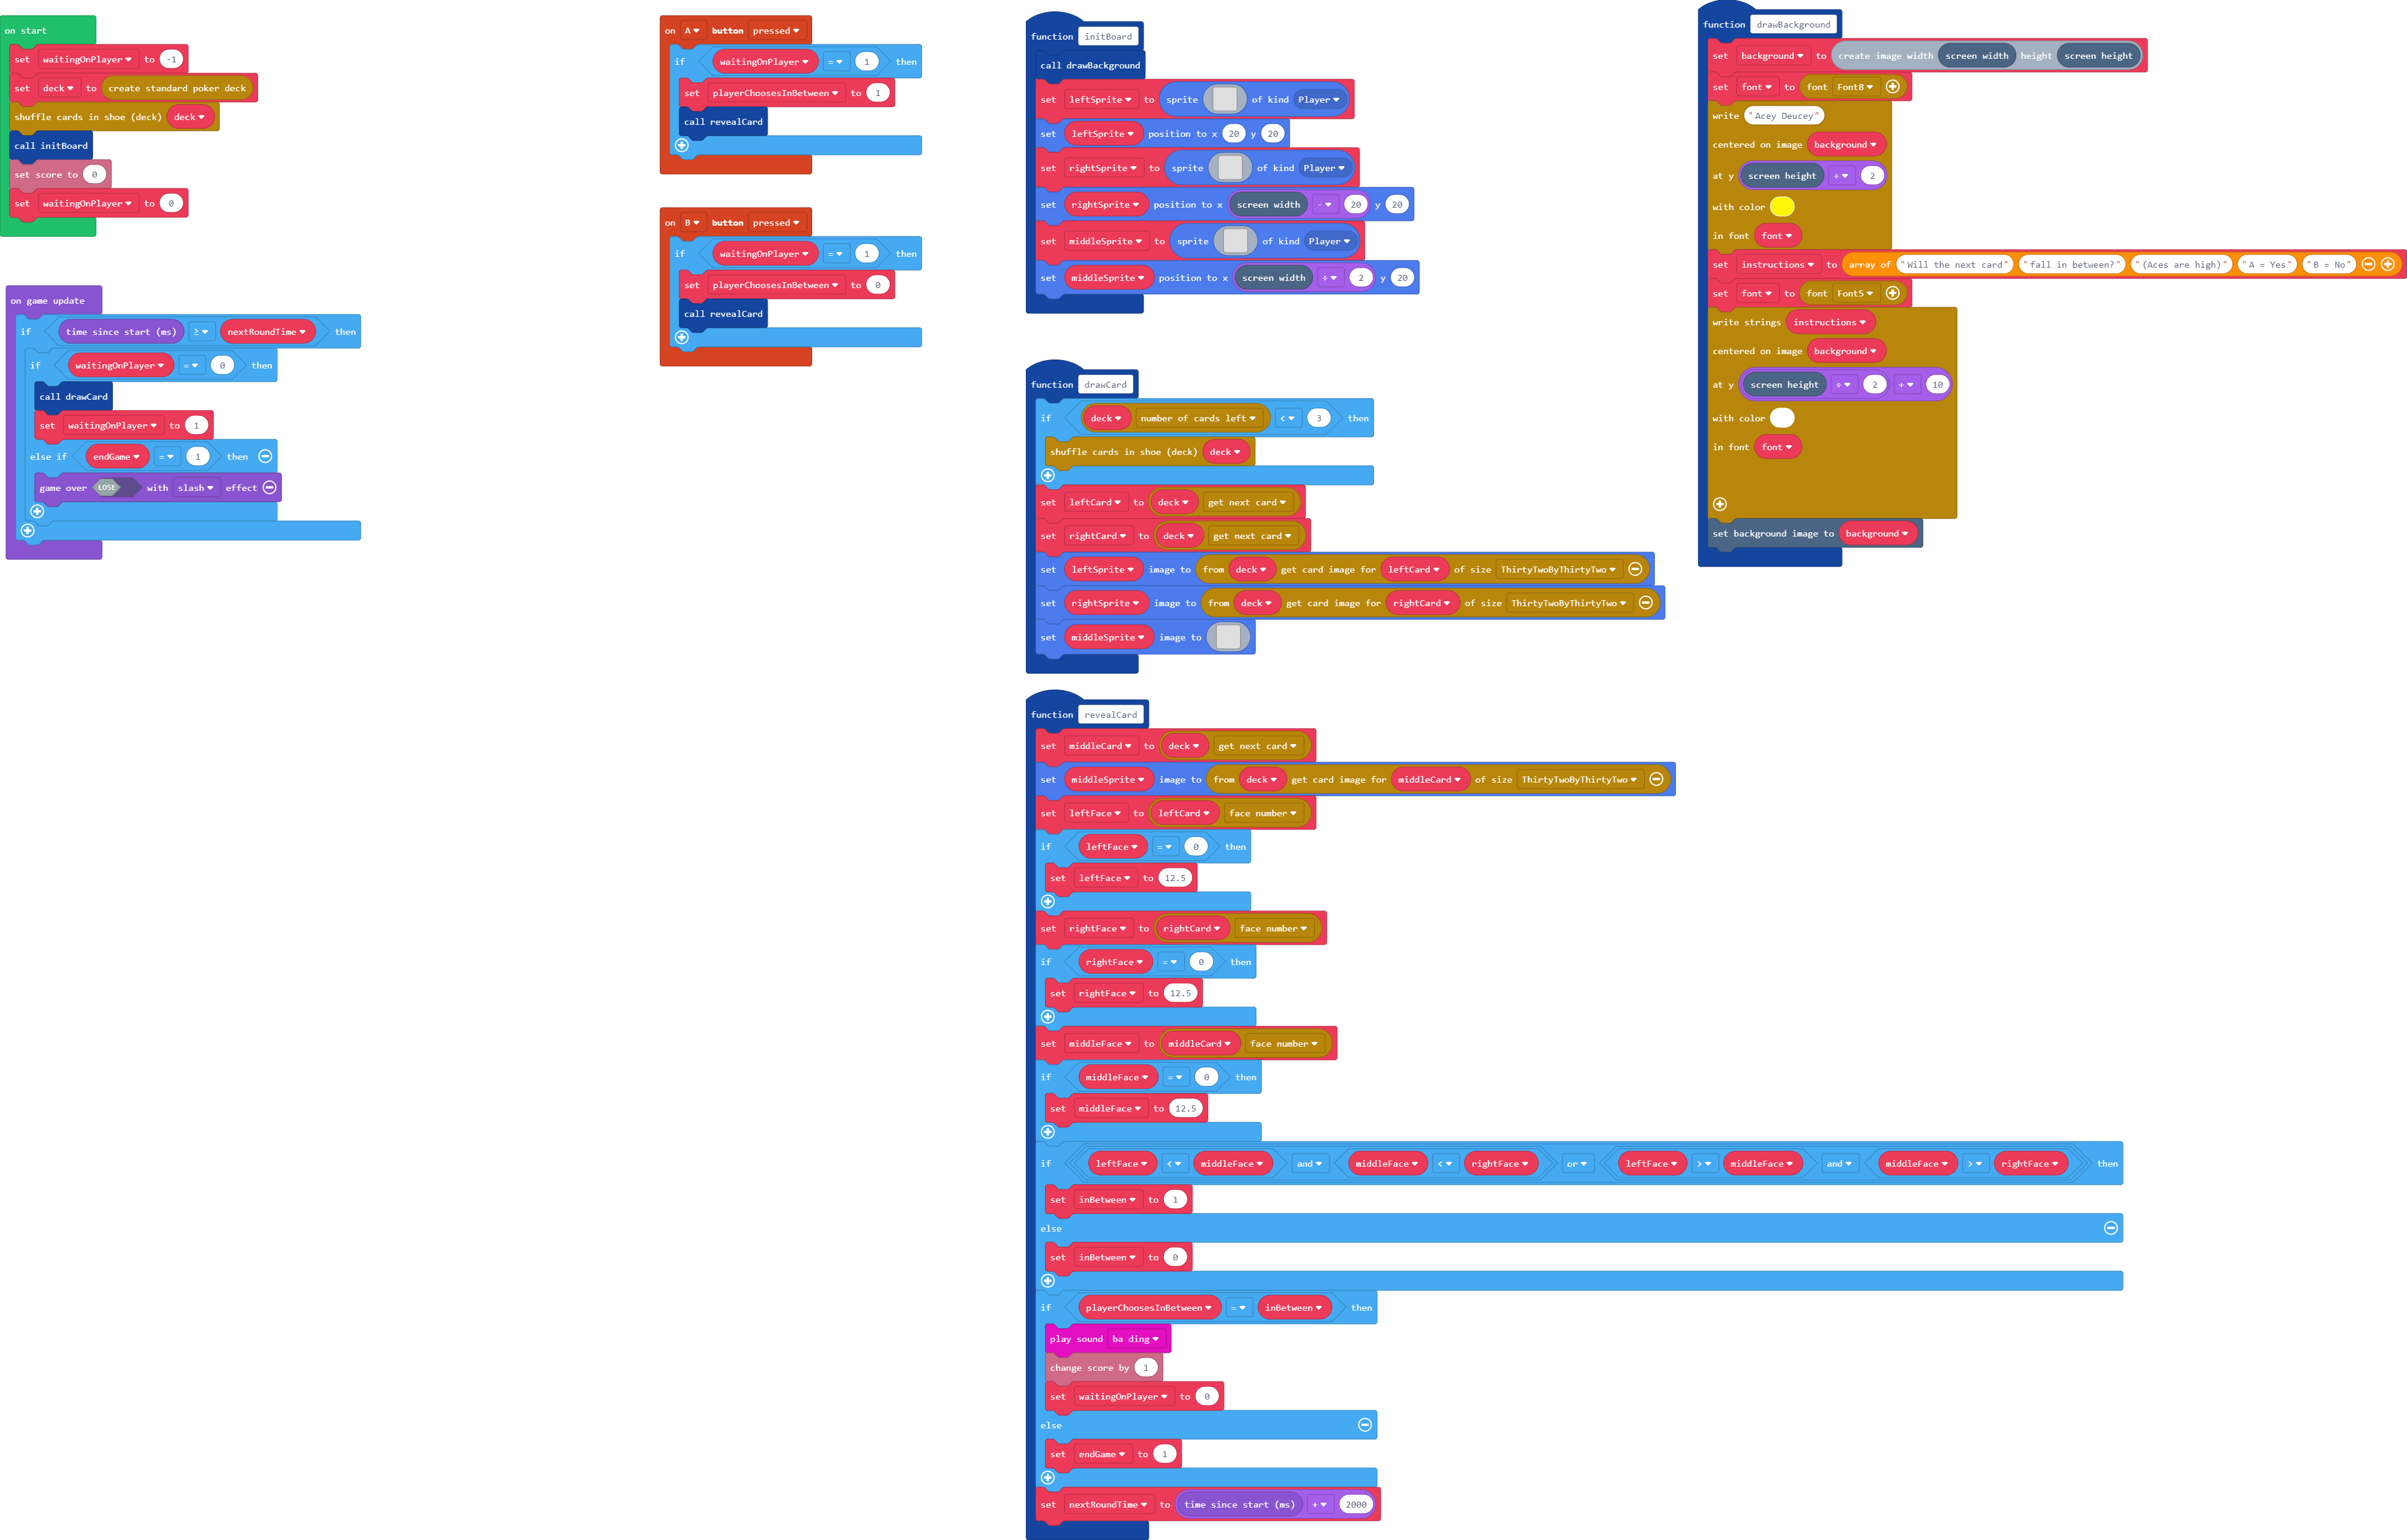 on start
set waitingOnPlayer to -1
set deck to create standard poker deck
shuffle cards in shoe (deck) deck
call initBoard
set score to 0
set waitingOnPlayer to 0
on game update
if time since start (ms) ≥ nextRoundTime then
if waitingOnPlayer = 0 then
call drawCard
set waitingOnPlayer to 1
else if endGame = 1 then
game over LOSE with slash effect
on A button pressed
if waitingOnPlayer = 1 then
set playerChoosesInBetween to 1
call revealCard
on B button pressed
if waitingOnPlayer = 1 then
set playerChoosesInBetween to 0
call revealCard
function initBoard
call drawBackground
set leftSprite to sprite of kind Player
set leftSprite position to x 20 y 20
set rightSprite to sprite of kind Player
set rightSprite position to x screen width - 20 y 20
set middleSprite to sprite of kind Player
set middleSprite position to x screen width ÷ 2 y 20
function drawCard
if deck number of cards left < 3 then
shuffle cards in shoe (deck) deck
set leftCard to deck get next card
set rightCard to deck get next card
set leftSprite image to from deck get card image for leftCard of size ThirtyTwoByThirtyTwo
set rightSprite image to from deck get card image for rightCard of size ThirtyTwoByThirtyTwo
set middleSprite image to
function revealCard
set middleCard to deck get next card
set middleSprite image to from deck get card image for middleCard of size ThirtyTwoByThirtyTwo
set leftFace to leftCard face number
if leftFace = 0 then
set leftFace to 12.5
set rightFace to rightCard face number
if rightFace = 0 then
set rightFace to 12.5
set middleFace to middleCard face number
if middleFace = 0 then
set middleFace to 12.5
if leftFace < middleFace and middleFace < rightFace or leftFace > middleFace and middleFace > rightFace then
set inBetween to 1
else
set inBetween to 0
if playerChoosesInBetween = inBetween then
play sound ba ding
change score by 1
set waitingOnPlayer to 0
else
set endGame to 1
set nextRoundTime to time since start (ms) + 2000
function drawBackground
set background to create image width screen width height screen height
set font to font Font8
write "Acey Deucey"
centered on image background
at y screen height ÷ 2
with color
in font font
set instructions to array of "Will the next card" "fall in between?" "(Aces are high)" "A = Yes" "B = No"
set font to font Font5
write strings instructions
centered on image background
at y screen height ÷ 2 + 10
with color
in font font
set background image to background